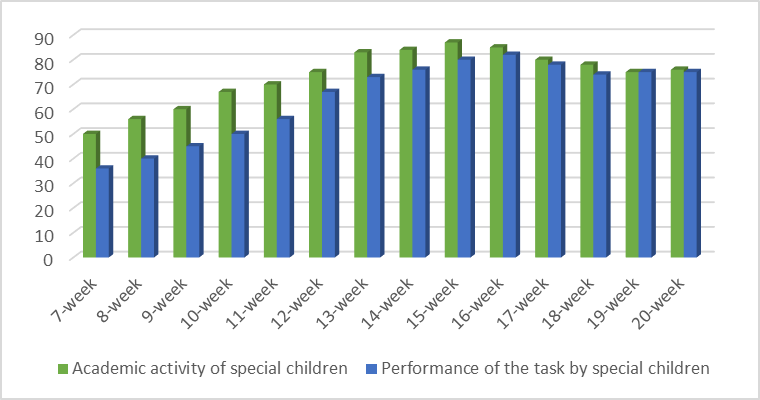 90
80
70
60
50
40
30
20
10
0
7-week
8-week
9-week
10-week
11-week
12-week
13-week
14-week
15-week
16-week
17-week
18-week
19-week
20-week
Academic activity of special children
Performance of the task by special children